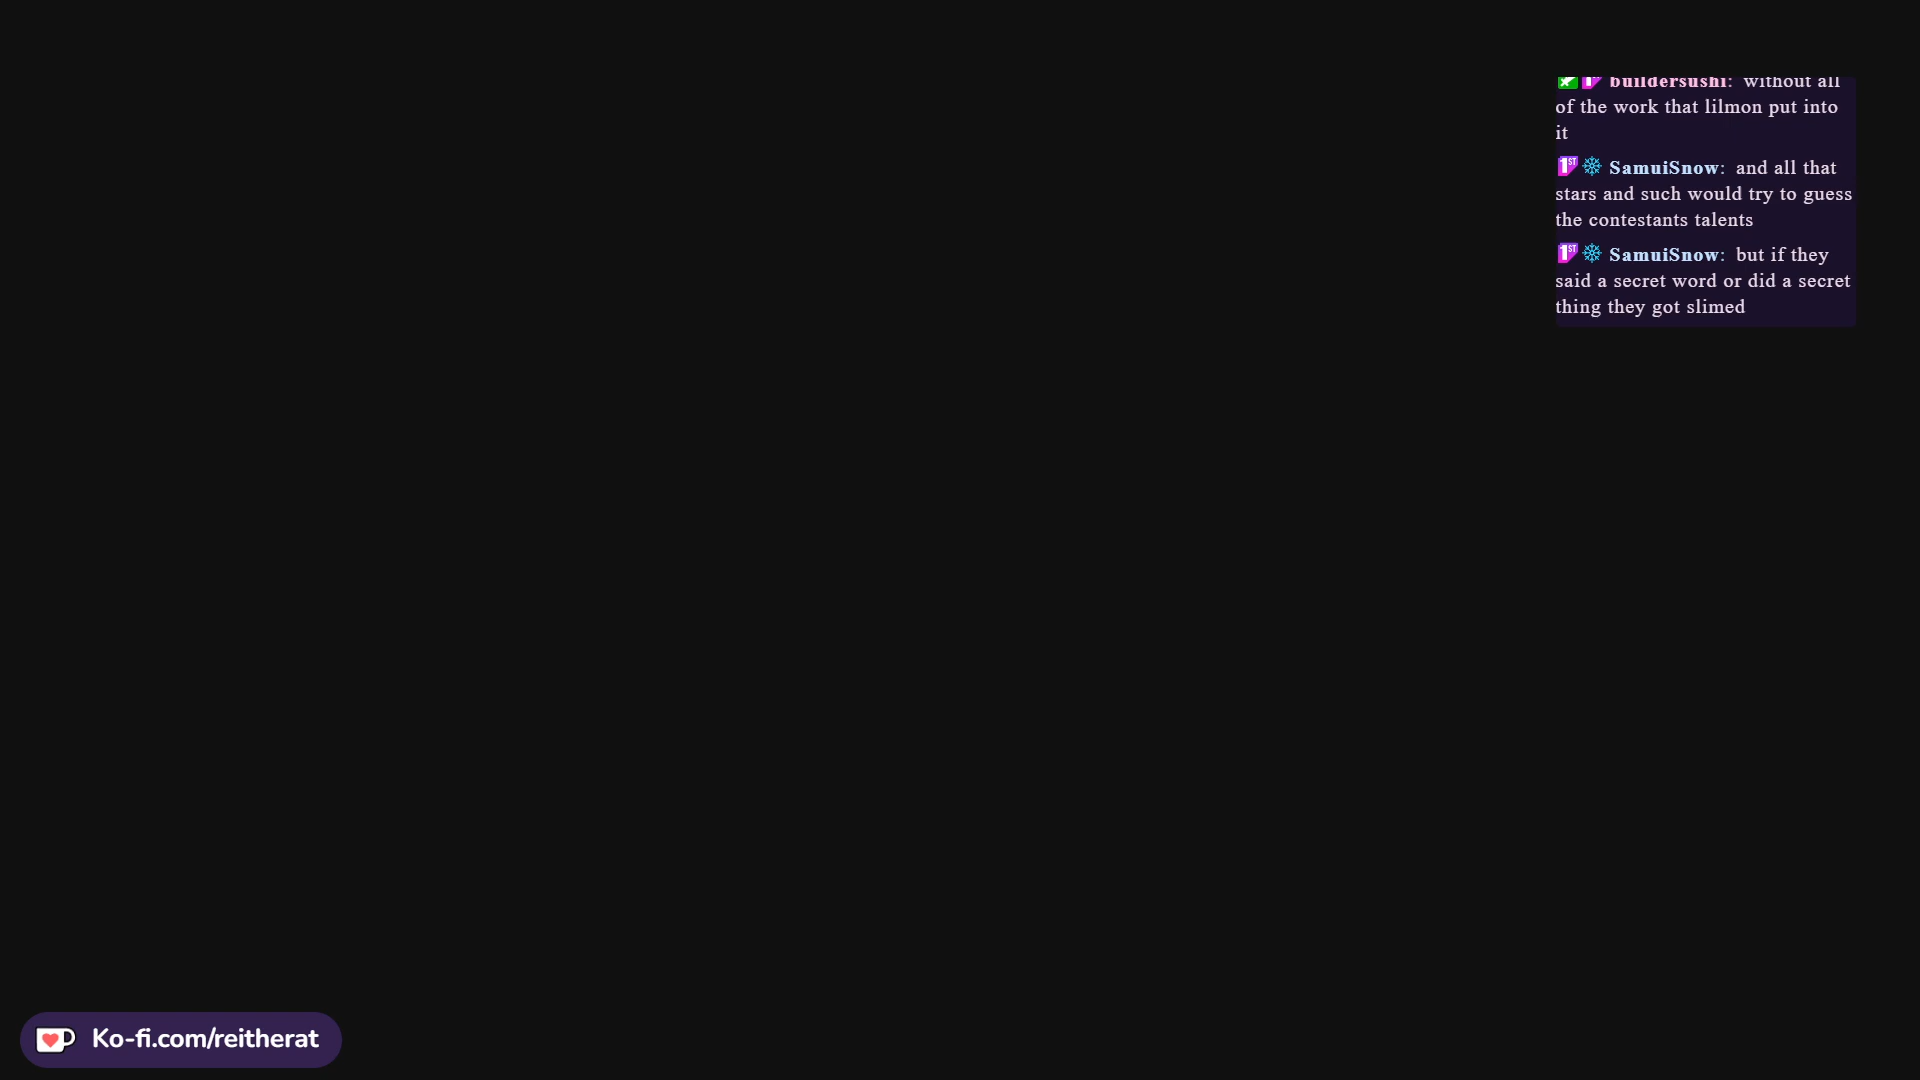 buildersushi: without all
of the work that lilmon put into
it
SamuiSnow: and all that
stars and such would try to guess
the contestants talents
SamuiSnow: but if they
said a secret word or did a secret
thing they got slimed
Ko-fi.com/reitherat